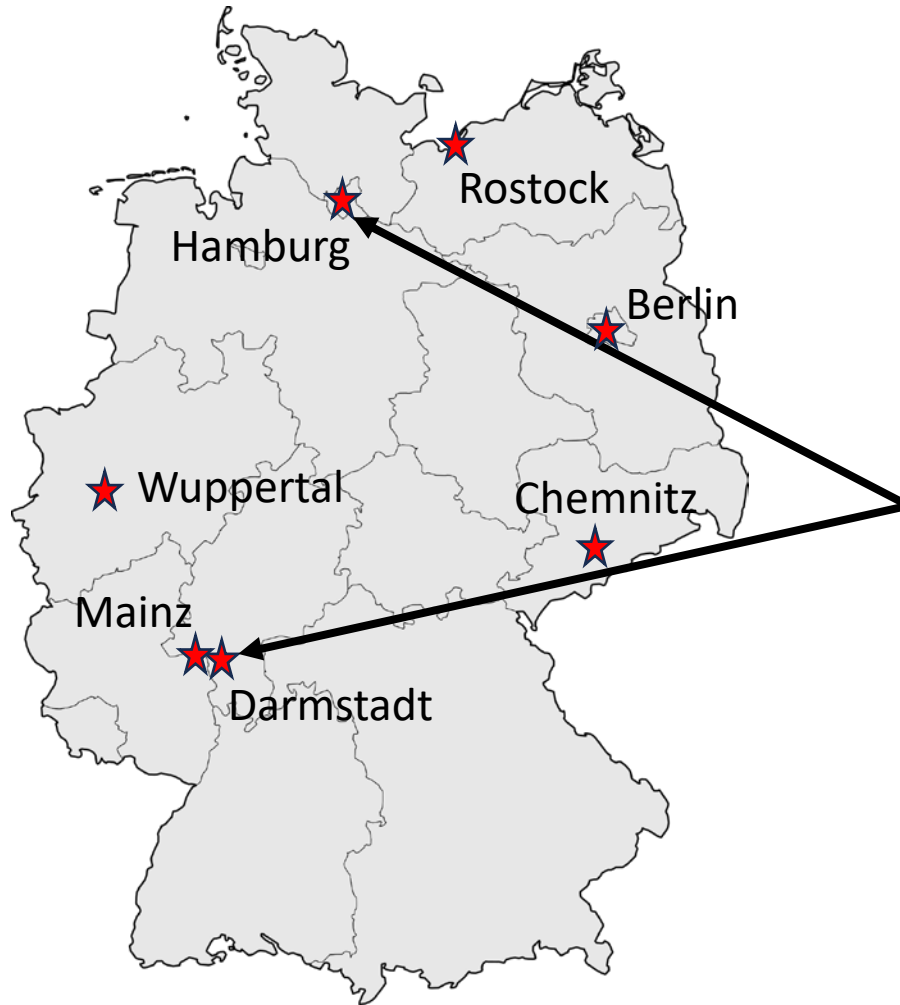 Rostock
Hamburg
Berlin
Wuppertal
Chemnitz
Mainz
Darmstadt